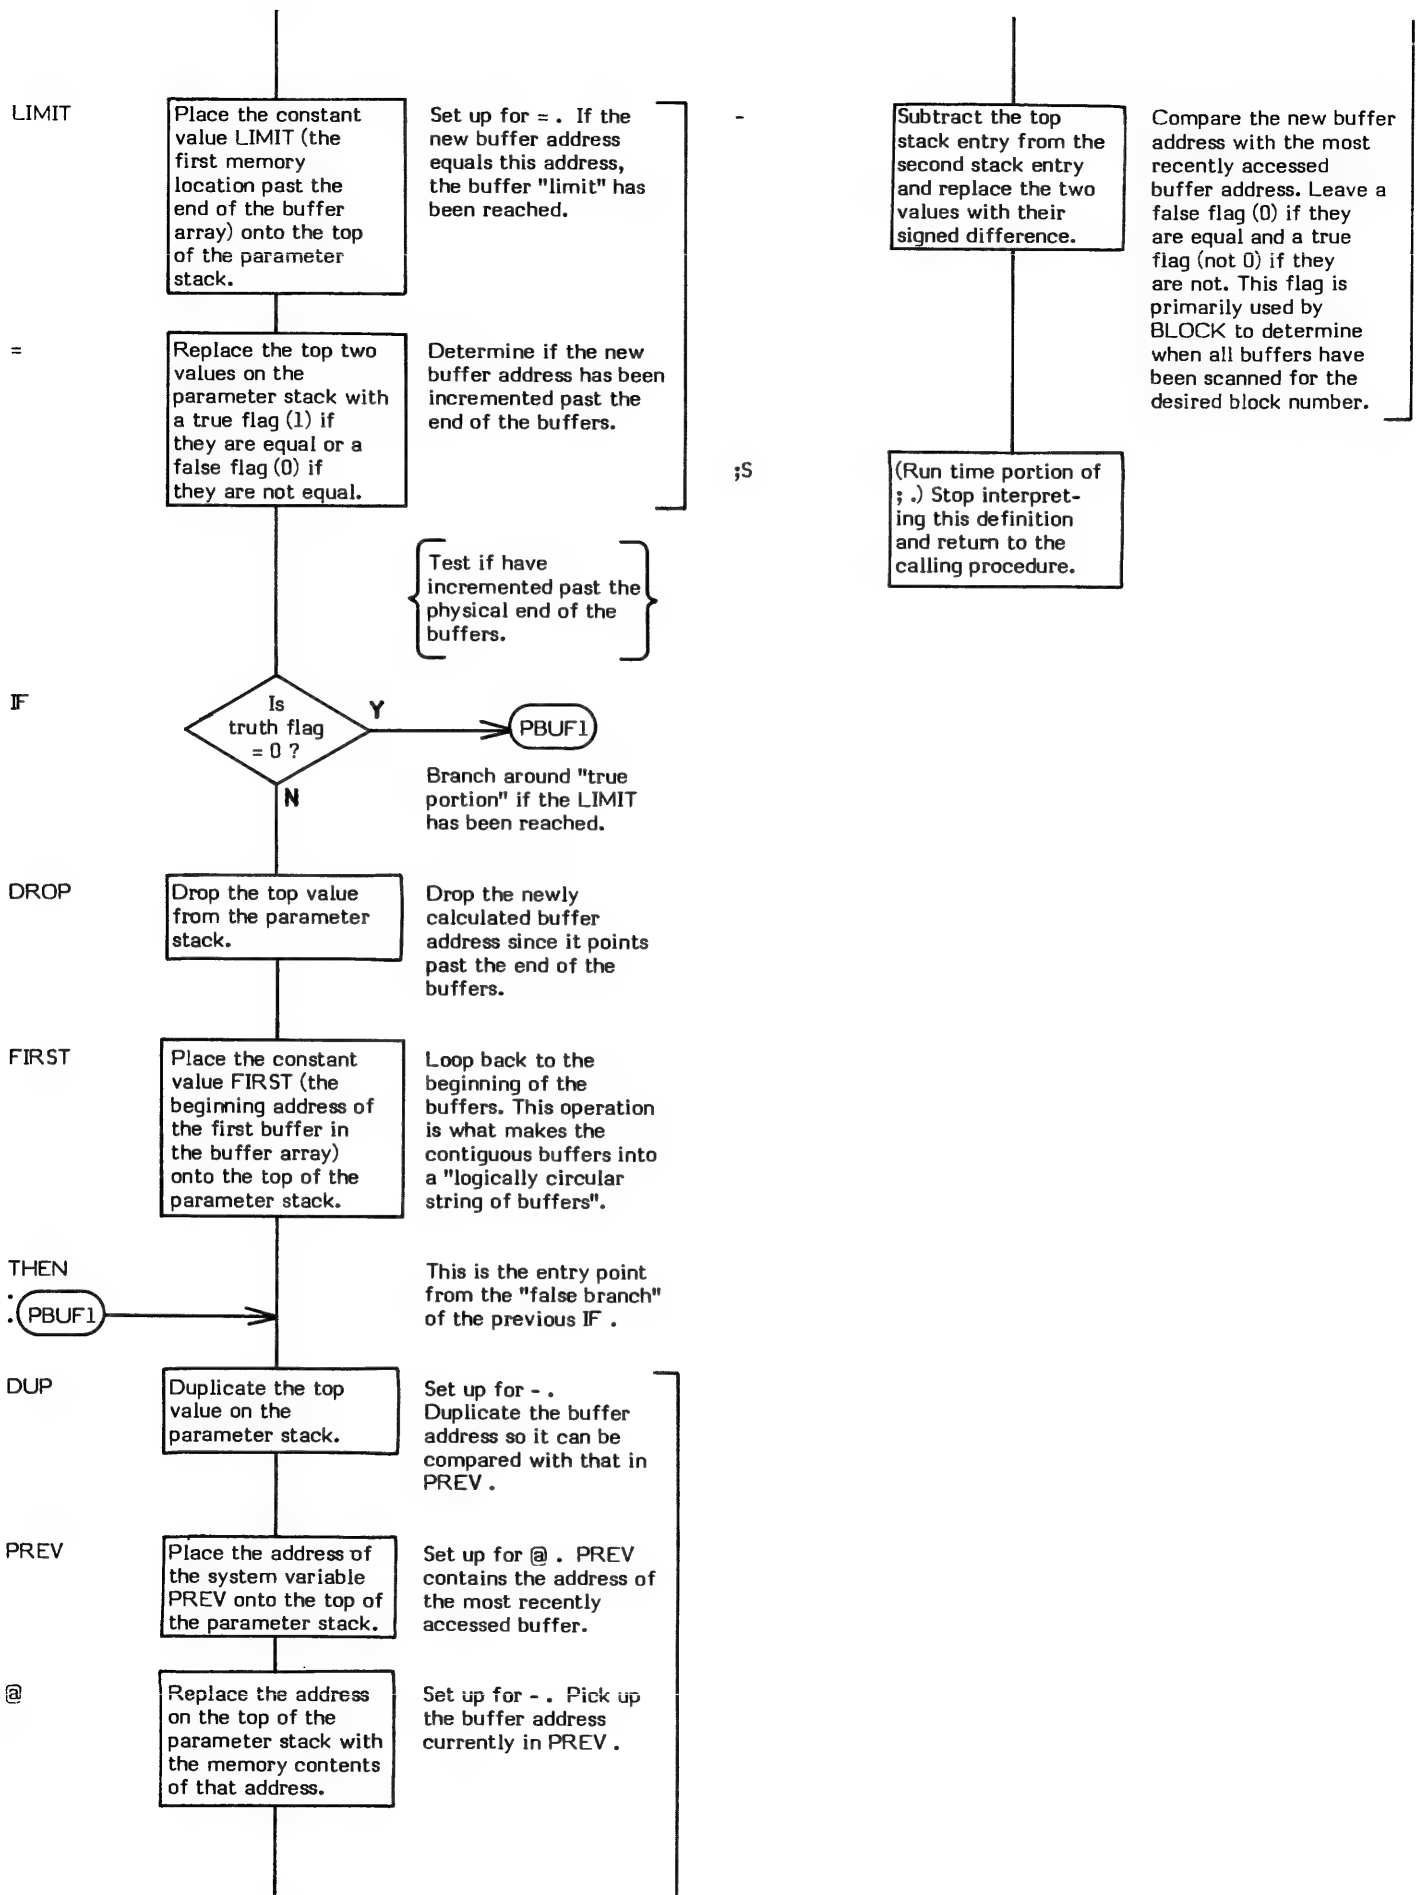 LIMIT
Place the constant
value LIMIT (the
first memory
location past the
end of the buffer
array) onto the top
of the parameter
stack.
Set up for = . If the
new buffer address
equals this address,
the buffer "limit" has
been reached.
=
Replace the top two
values on the
parameter stack with
a true flag (1) if
they are equal or a
false flag (0) if
they are not equal.
Determine if the new
buffer address has been
incremented past the
end of the buffers.
Test if have
incremented past the
physical end of the
buffers.
IF
Is
truth flag
= 0 ?
Y
PBUF1
N
Branch around "true
portion" if the LIMIT
has been reached.
DROP
Drop the top value
from the parameter
stack.
Drop the newly
calculated buffer
address since it points
past the end of the
buffers.
FIRST
Place the constant
value FIRST (the
beginning address of
the first buffer in
the buffer array)
onto the top of the
parameter stack.
Loop back to the
beginning of the
buffers. This operation
is what makes the
contiguous buffers into
a "logically circular
string of buffers".
THEN
: PBUF1
This is the entry point
from the "false branch"
of the previous IF .
DUP
Duplicate the top
value on the
parameter stack.
Set up for - .
Duplicate the buffer
address so it can be
compared with that in
PREV .
PREV
Place the address of
the system variable
PREV onto the top of
the parameter stack.
Set up for @ . PREV
contains the address of
the most recently
accessed buffer.
@
Replace the address
on the top of the
parameter stack with
the memory contents
of that address.
Set up for - . Pick up
the buffer address
currently in PREV .
-
Subtract the top
stack entry from the
second stack entry
and replace the two
values with their
signed difference.
Compare the new buffer
address with the most
recently accessed
buffer address. Leave a
false flag (0) if they
are equal and a true
flag (not 0) if they
are not. This flag is
primarily used by
BLOCK to determine
when all buffers have
been scanned for the
desired block number.
;S
(Run time portion of
; .) Stop interpret-
ing this definition
and return to the
calling procedure.